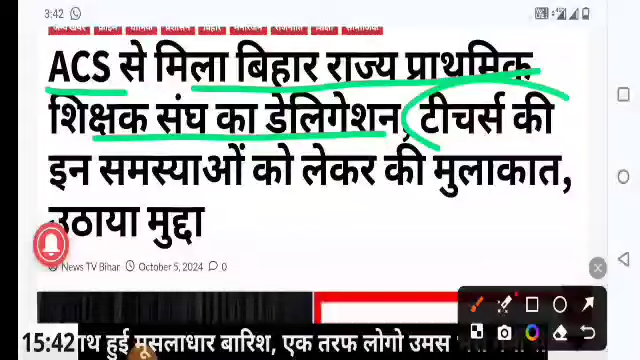 3:42
ACS से मिला बिहार राज्य प्राथमिक
शिक्षक संघ का डेलिगेशन, टीचर्स की
इन समस्याओं को लेकर की मुलाकात,
उठाया मुद्दा
News TV Bihar October 5, 2024 0
15:42 हुई मूसलाधार बारिश, एक तरफ लोगो उमस